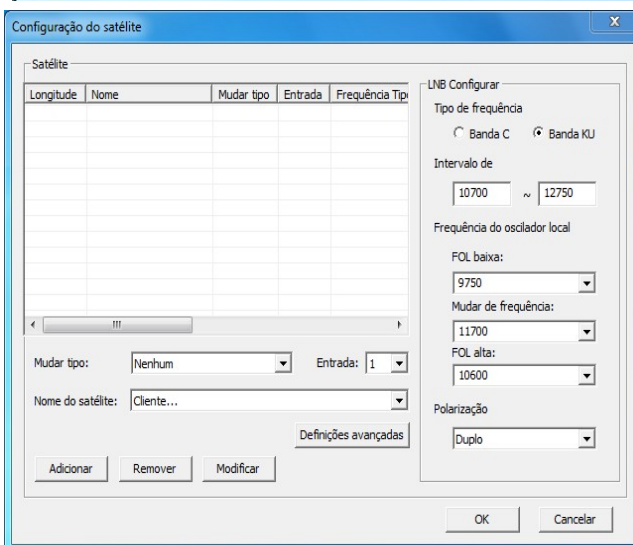 Configuração do satélite
x
Satélite
Longitude Nome Mudar tipo Entrada Frequência Tipo
Mudar tipo: Nenhum Entrada: 1
Nome do satélite: Cliente...
Definições avançadas
Adicionar Remover Modificar
LNB Configurar
Tipo de frequência
Banda C Banda KU
Intervalo de
10700 ~ 12750
Frequência do oscilador local
FOL baixa:
9750
Mudar de frequência:
11700
FOL alta:
10600
Polarização
Duplo
OK Cancelar